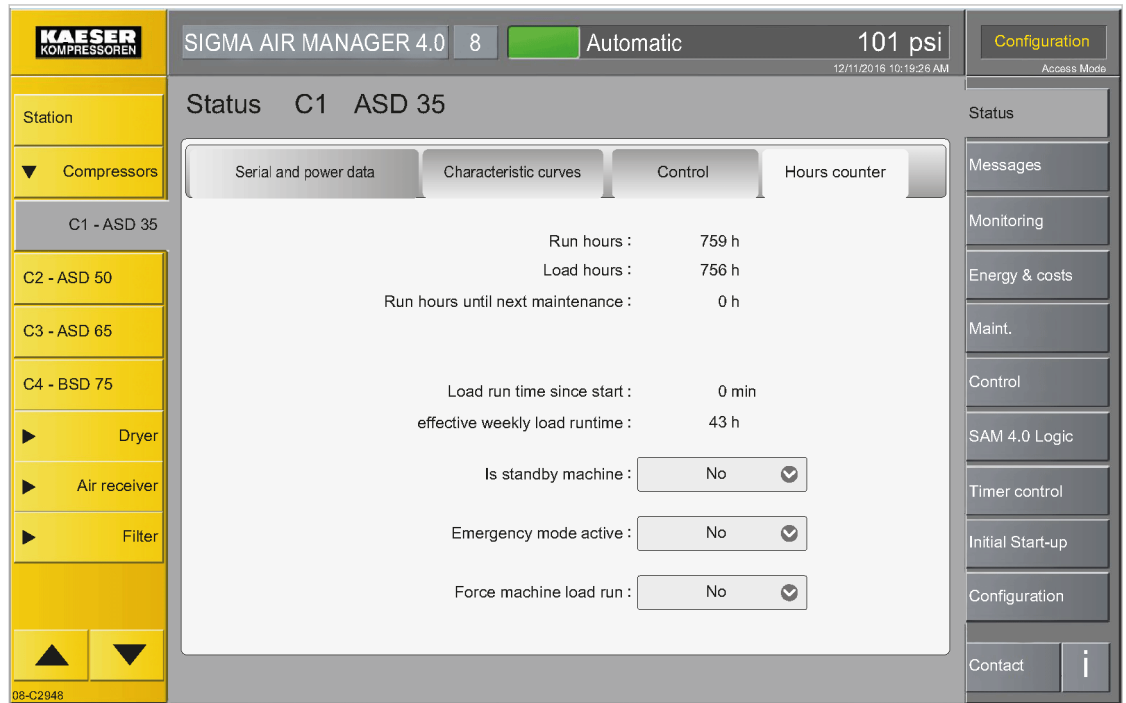 KAESER
KOMPRESSOREN
SIGMA AIR MANAGER 4.0 8 Automatic 101 psi
12/11/2016 10:19:26 AM
Configuration
Access Mode
Station
Compressors
C1 - ASD 35
C2 - ASD 50
C3 - ASD 65
C4 - BSD 75
Dryer
Air receiver
Filter
08-C2948
Status C1 ASD 35
Serial and power data Characteristic curves Control Hours counter
Run hours : 759 h
Load hours : 756 h
Run hours until next maintenance : 0 h
Load run time since start : 0 min
effective weekly load runtime : 43 h
Is standby machine : No
Emergency mode active : No
Force machine load run : No
Status
Messages
Monitoring
Energy & costs
Maint.
Control
SAM 4.0 Logic
Timer control
Initial Start-up
Configuration
Contact i